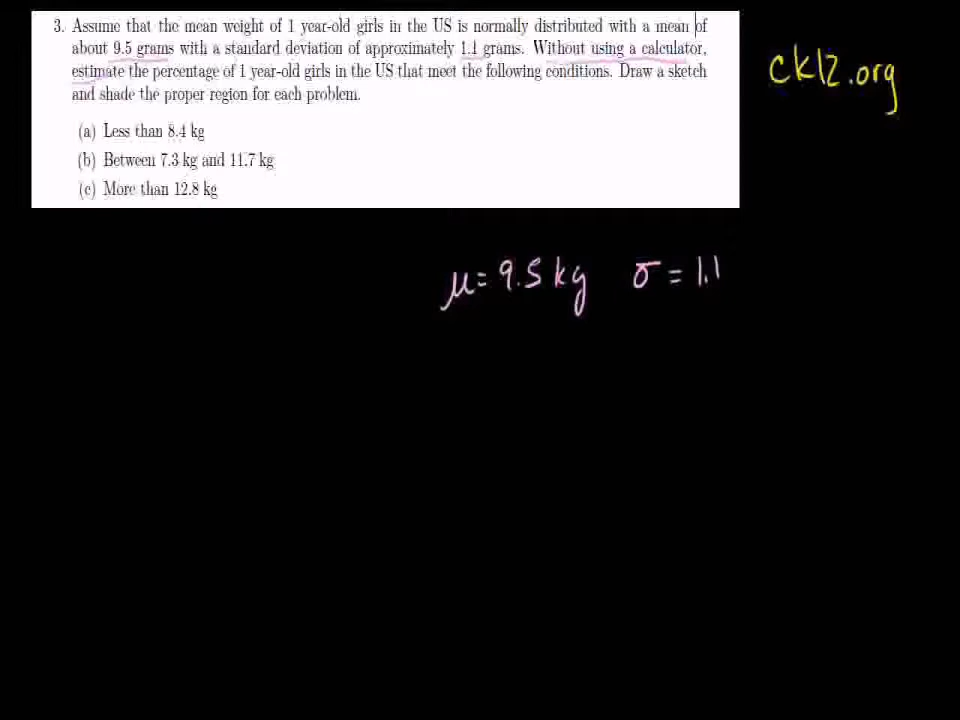 3. Assume that the mean weight of 1 year-old girls in the US is normally distributed with a mean of
about 9.5 grams with a standard deviation of approximately 1.1 grams. Without using a calculator,
estimate the percentage of 1 year-old girls in the US that meet the following conditions. Draw a sketch
and shade the proper region for each problem.
(a) Less than 8.4 kg
(b) Between 7.3 kg and 11.7 kg
(c) More than 12.8 kg
ck12.org
μ = 9.5 kg σ = 1.1